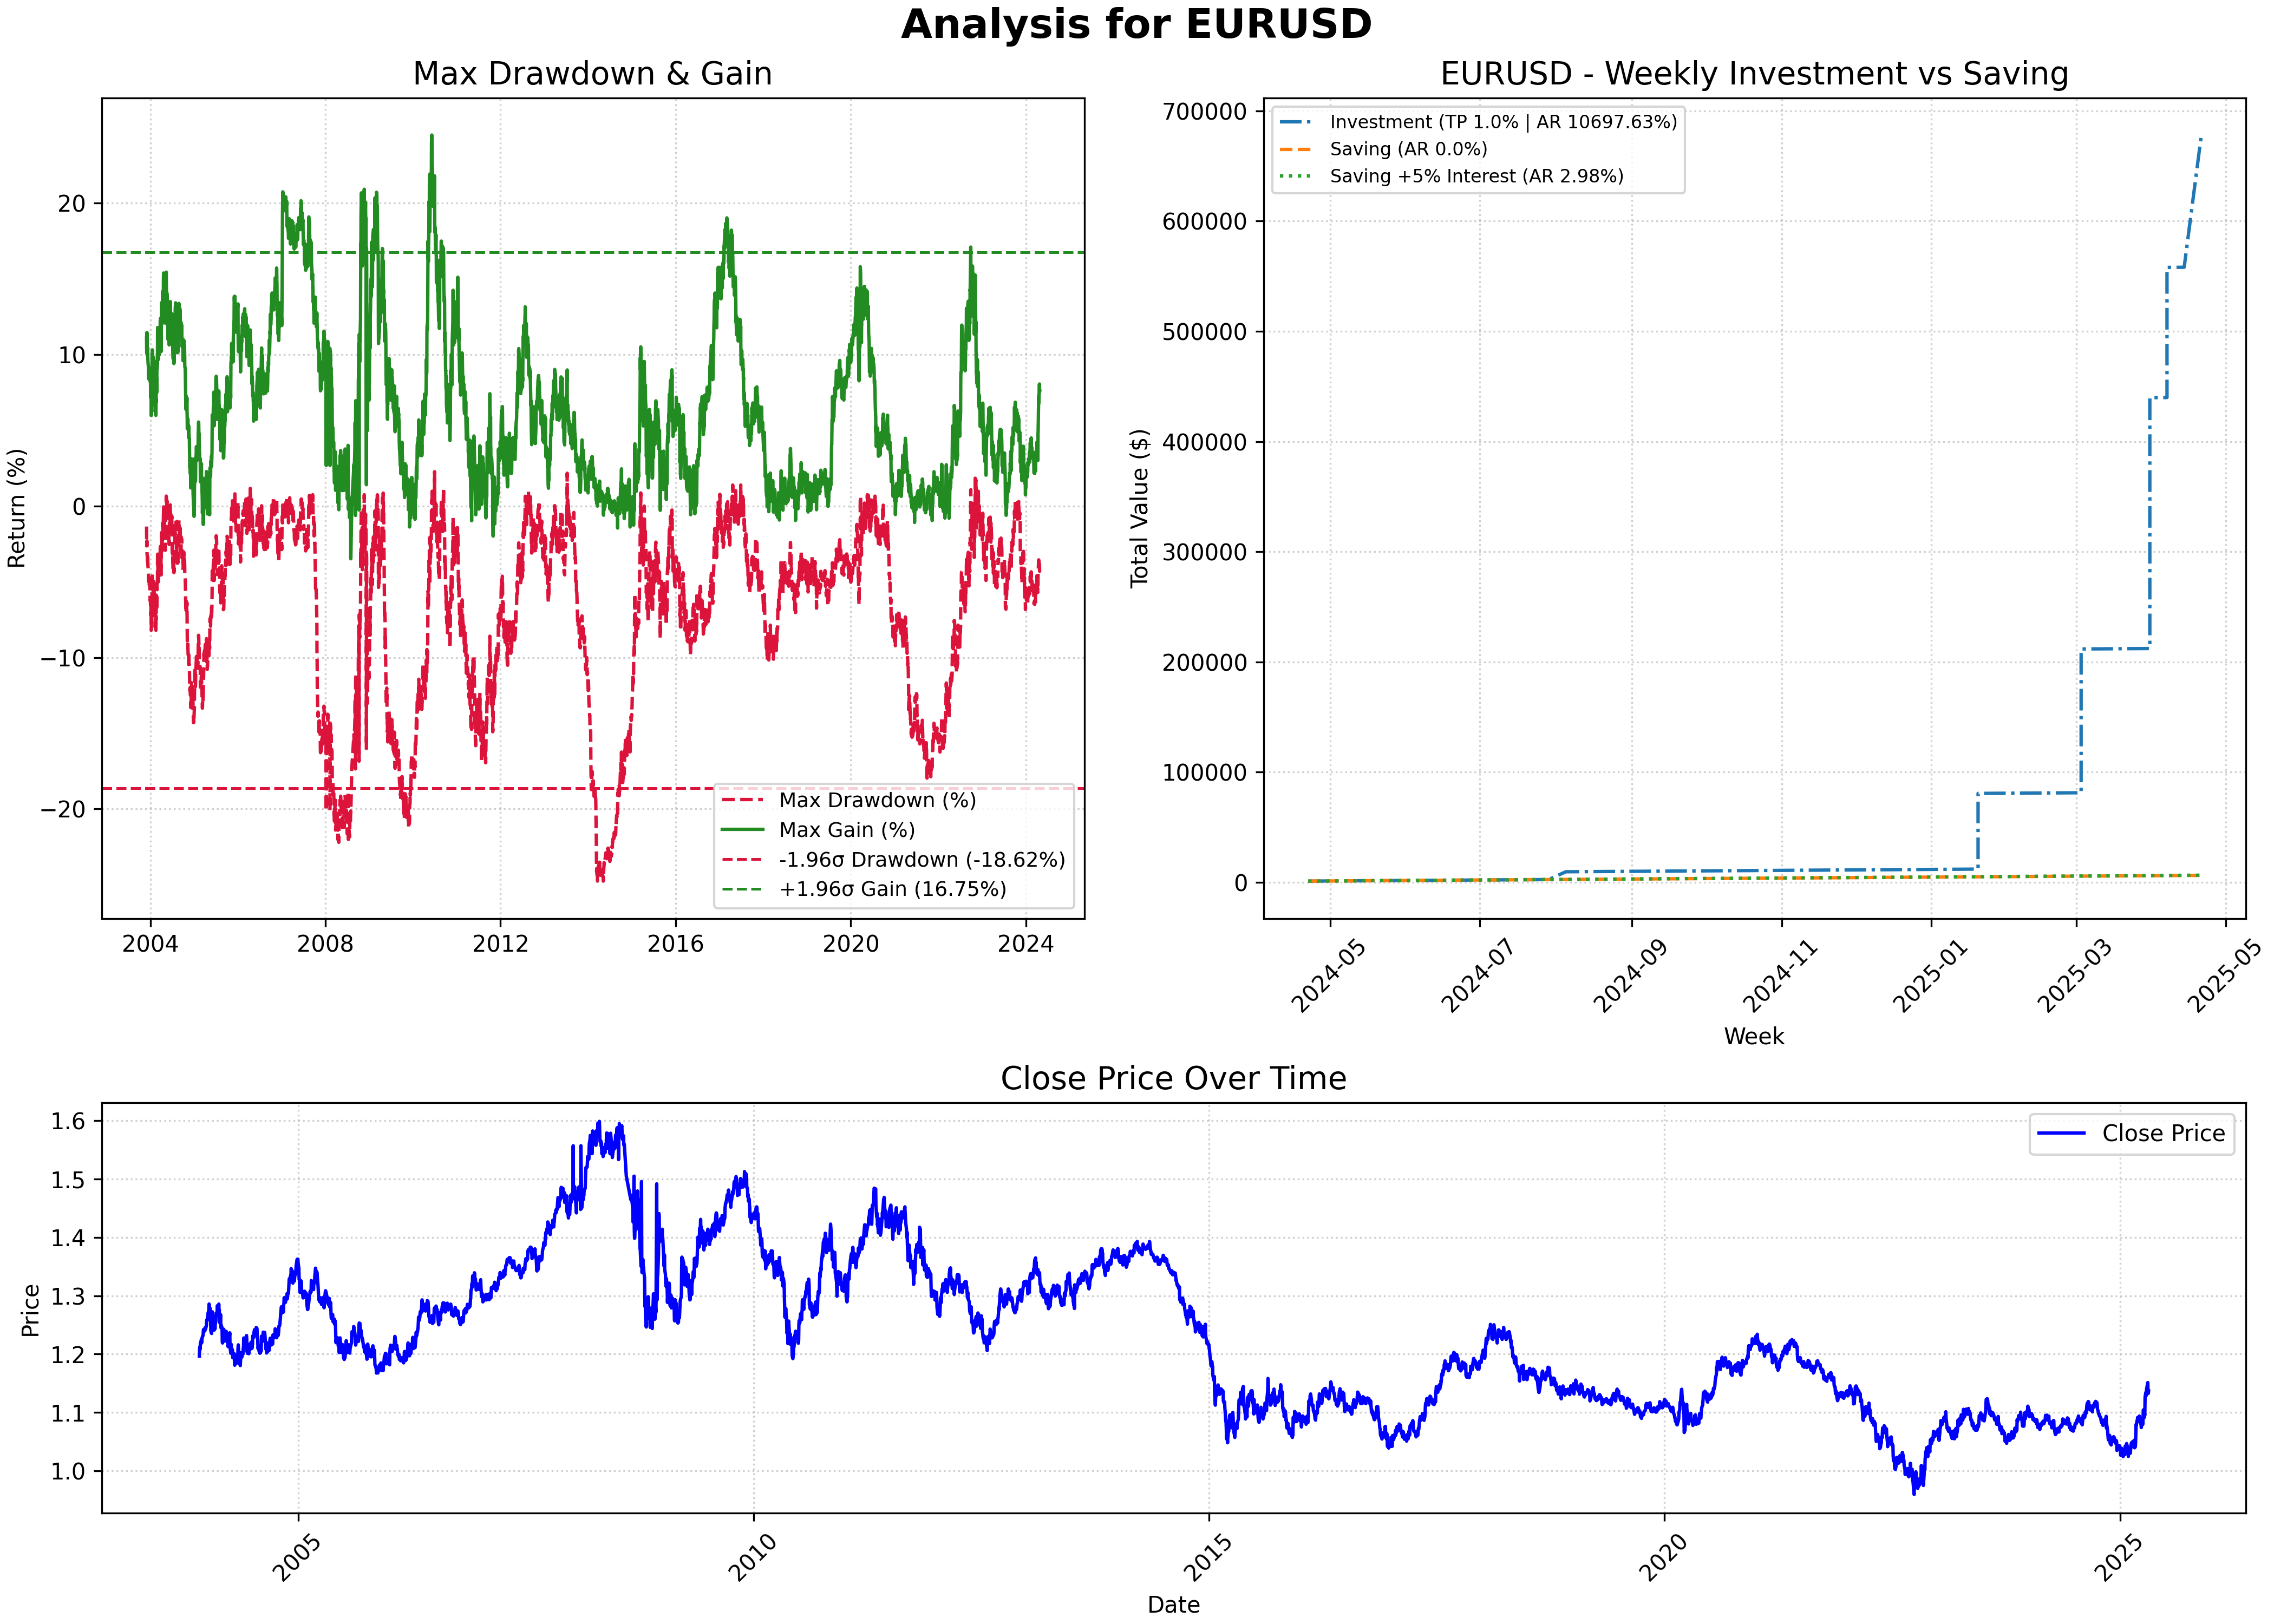 Analysis for EURUSD
Max Drawdown & Gain
Return (%)
20
10
0
−10
−20
2004
2008
2012
2016
2020
2024
Max Drawdown (%)
Max Gain (%)
-1.96σ Drawdown (-18.62%)
+1.96σ Gain (16.75%)
EURUSD - Weekly Investment vs Saving
Total Value ($)
700000
600000
500000
400000
300000
200000
100000
0
Investment (TP 1.0% | AR 10697.63%)
Saving (AR 0.0%)
Saving +5% Interest (AR 2.98%)
2024-05
2024-07
2024-09
2024-11
2025-01
2025-03
2025-05
Week
Close Price Over Time
Price
1.6
1.5
1.4
1.3
1.2
1.1
1.0
Close Price
2005
2010
2015
2020
2025
Date